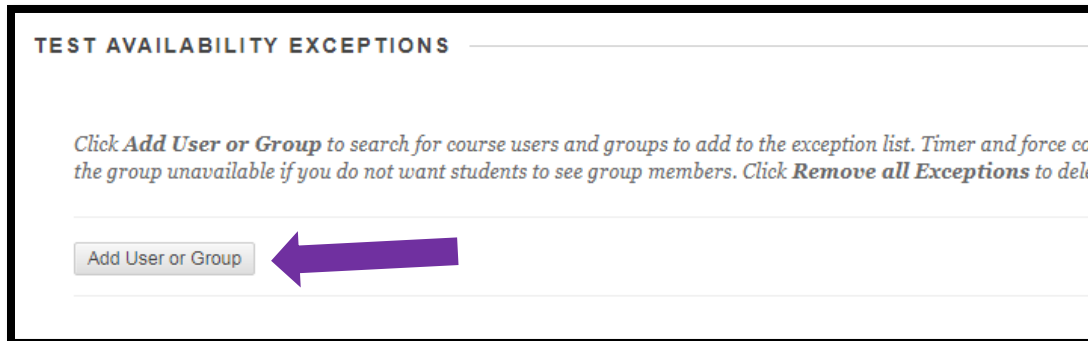 TEST AVAILABILITY EXCEPTIONS
Click Add User or Group to search for course users and groups to add to the exception list. Timer and force co
the group unavailable if you do not want students to see group members. Click Remove all Exceptions to dele
Add User or Group